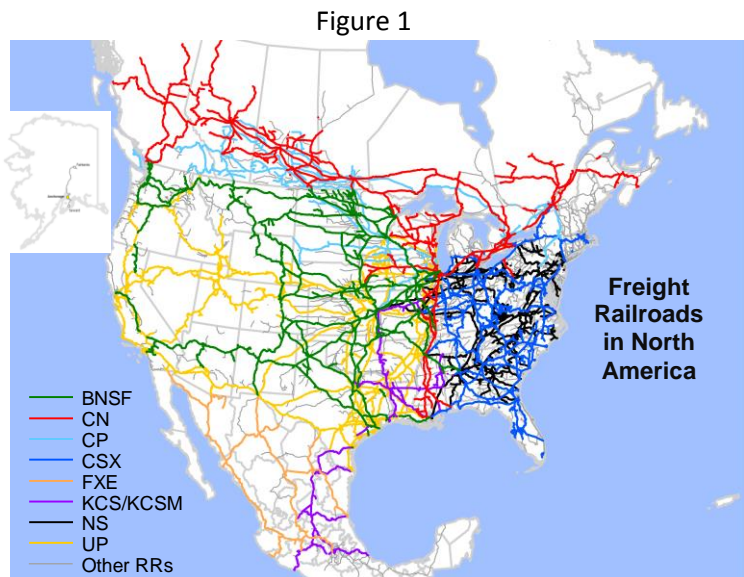 Figure 1
Freight
Railroads
in North
America
BNSF
CN
CP
CSX
FXE
KCS/KCSM
NS
UP
Other RRs